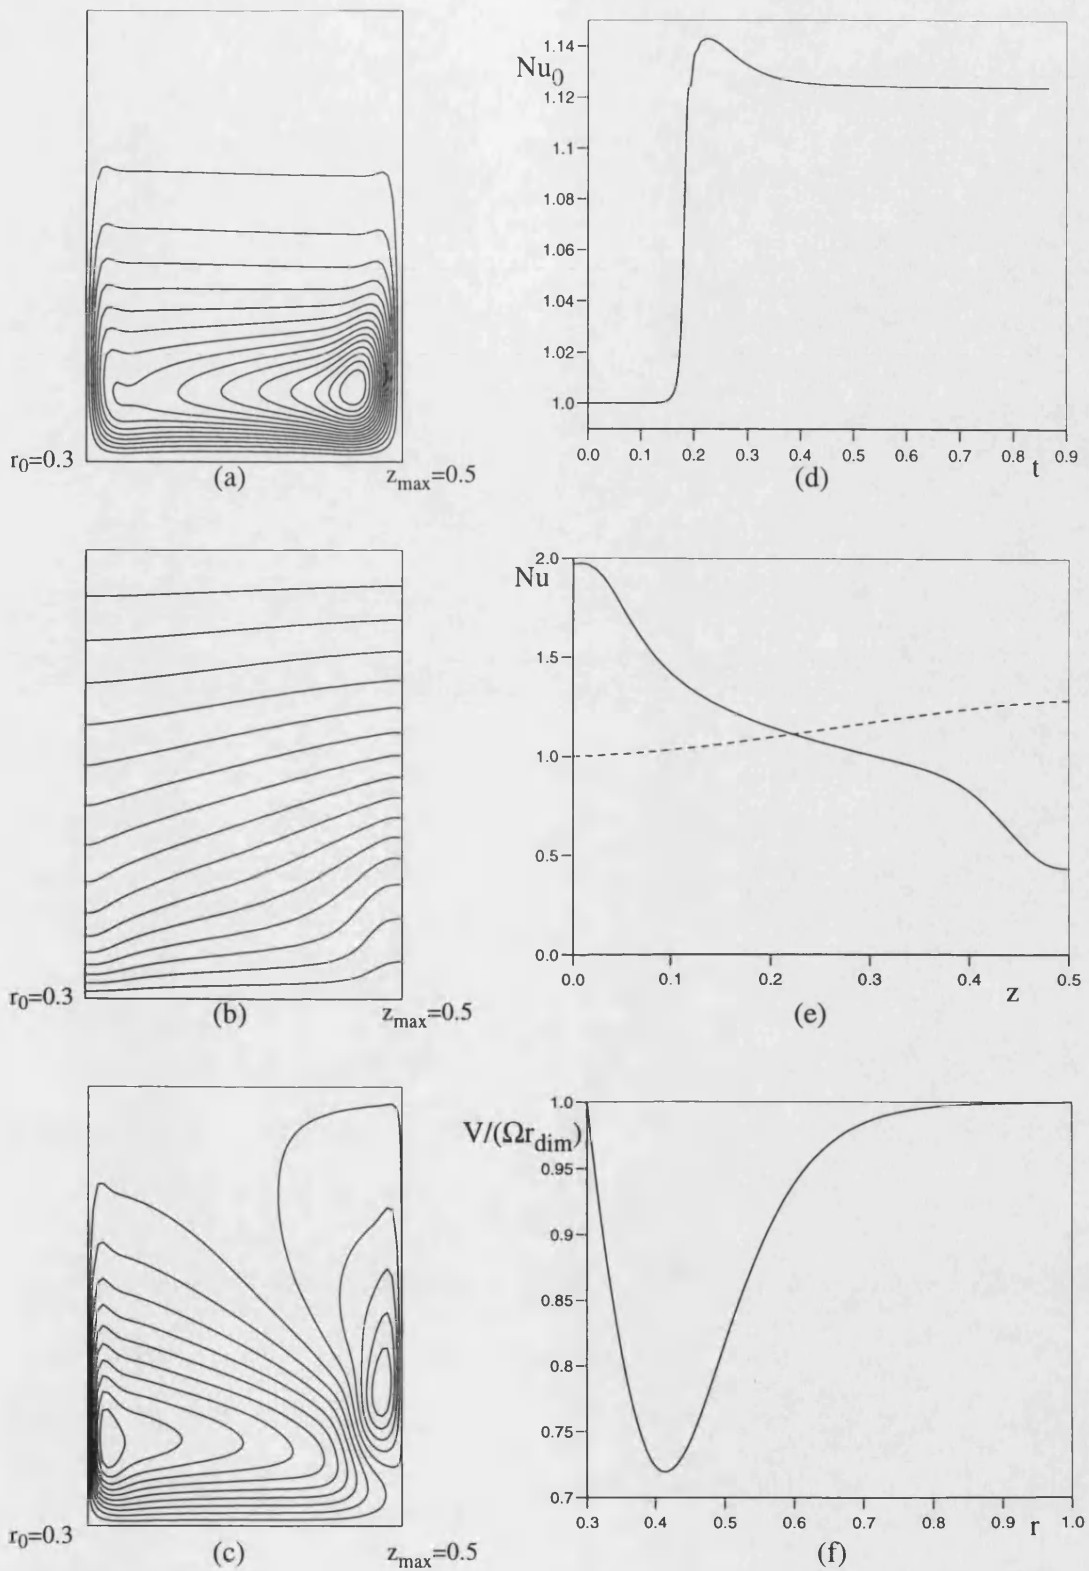 r₀=0.3
(a)
z_max=0.5
Nu₀
1.14
1.12
1.1
1.08
1.06
1.04
1.02
1.0
0.0 0.1 0.2 0.3 0.4 0.5 0.6 0.7 0.8 0.9
t
(d)
r₀=0.3
(b)
z_max=0.5
Nu
2.0
1.5
1.0
0.5
0.0
0.0 0.1 0.2 0.3 0.4 0.5
z
(e)
r₀=0.3
(c)
z_max=0.5
V/(Ωr_dim)
1.0
0.95
0.9
0.85
0.8
0.75
0.7
0.3 0.4 0.5 0.6 0.7 0.8 0.9 1.0
r
(f)